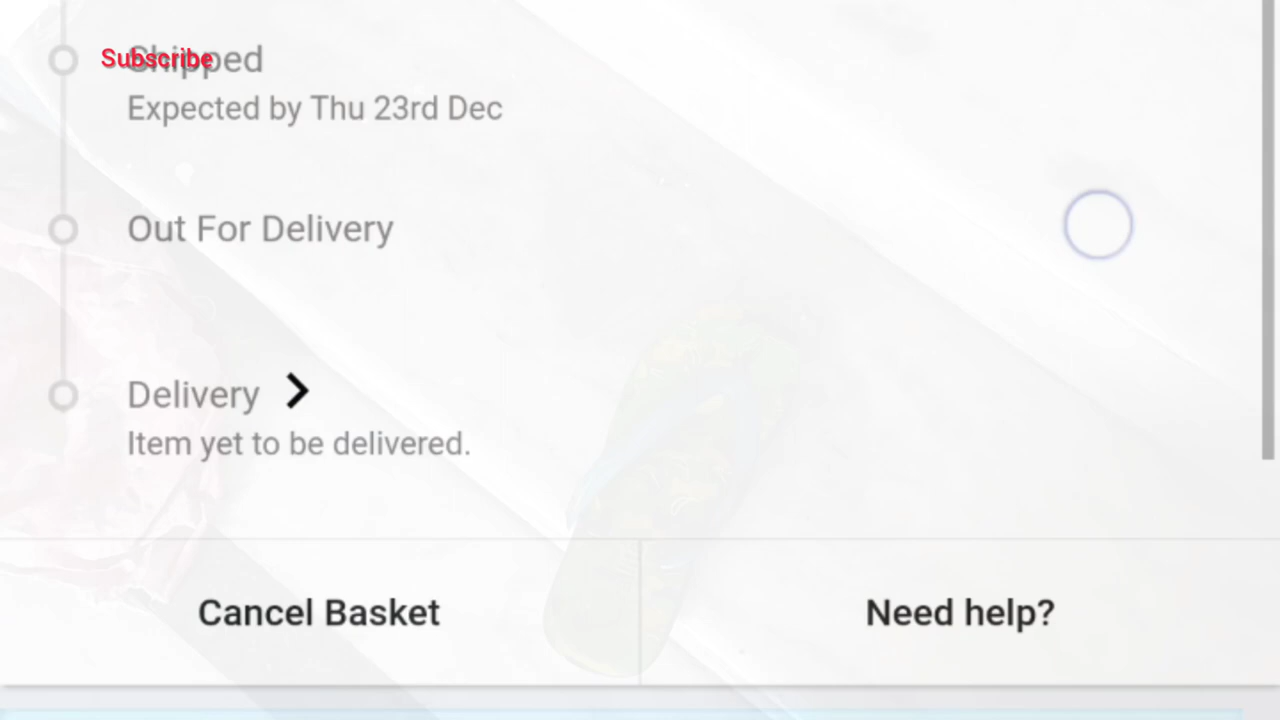 Subscribe
Shipped
Expected by Thu 23rd Dec
Out For Delivery
Delivery
Item yet to be delivered.
Cancel Basket
Need help?